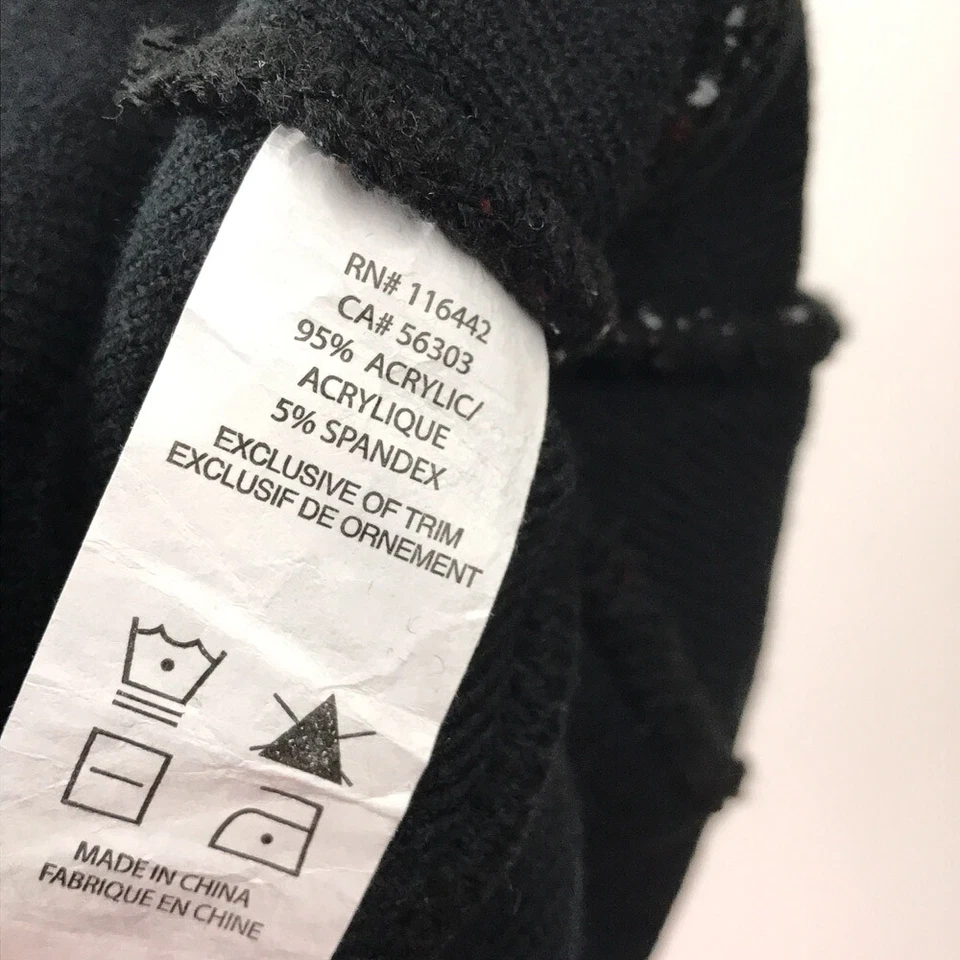 RN# 116442
CA# 56303
95% ACRYLIC/
ACRYLIQUE
5% SPANDEX
EXCLUSIVE OF TRIM
EXCLUSIF DE ORNEMENT
MADE IN CHINA
FABRIQUE EN CHINE